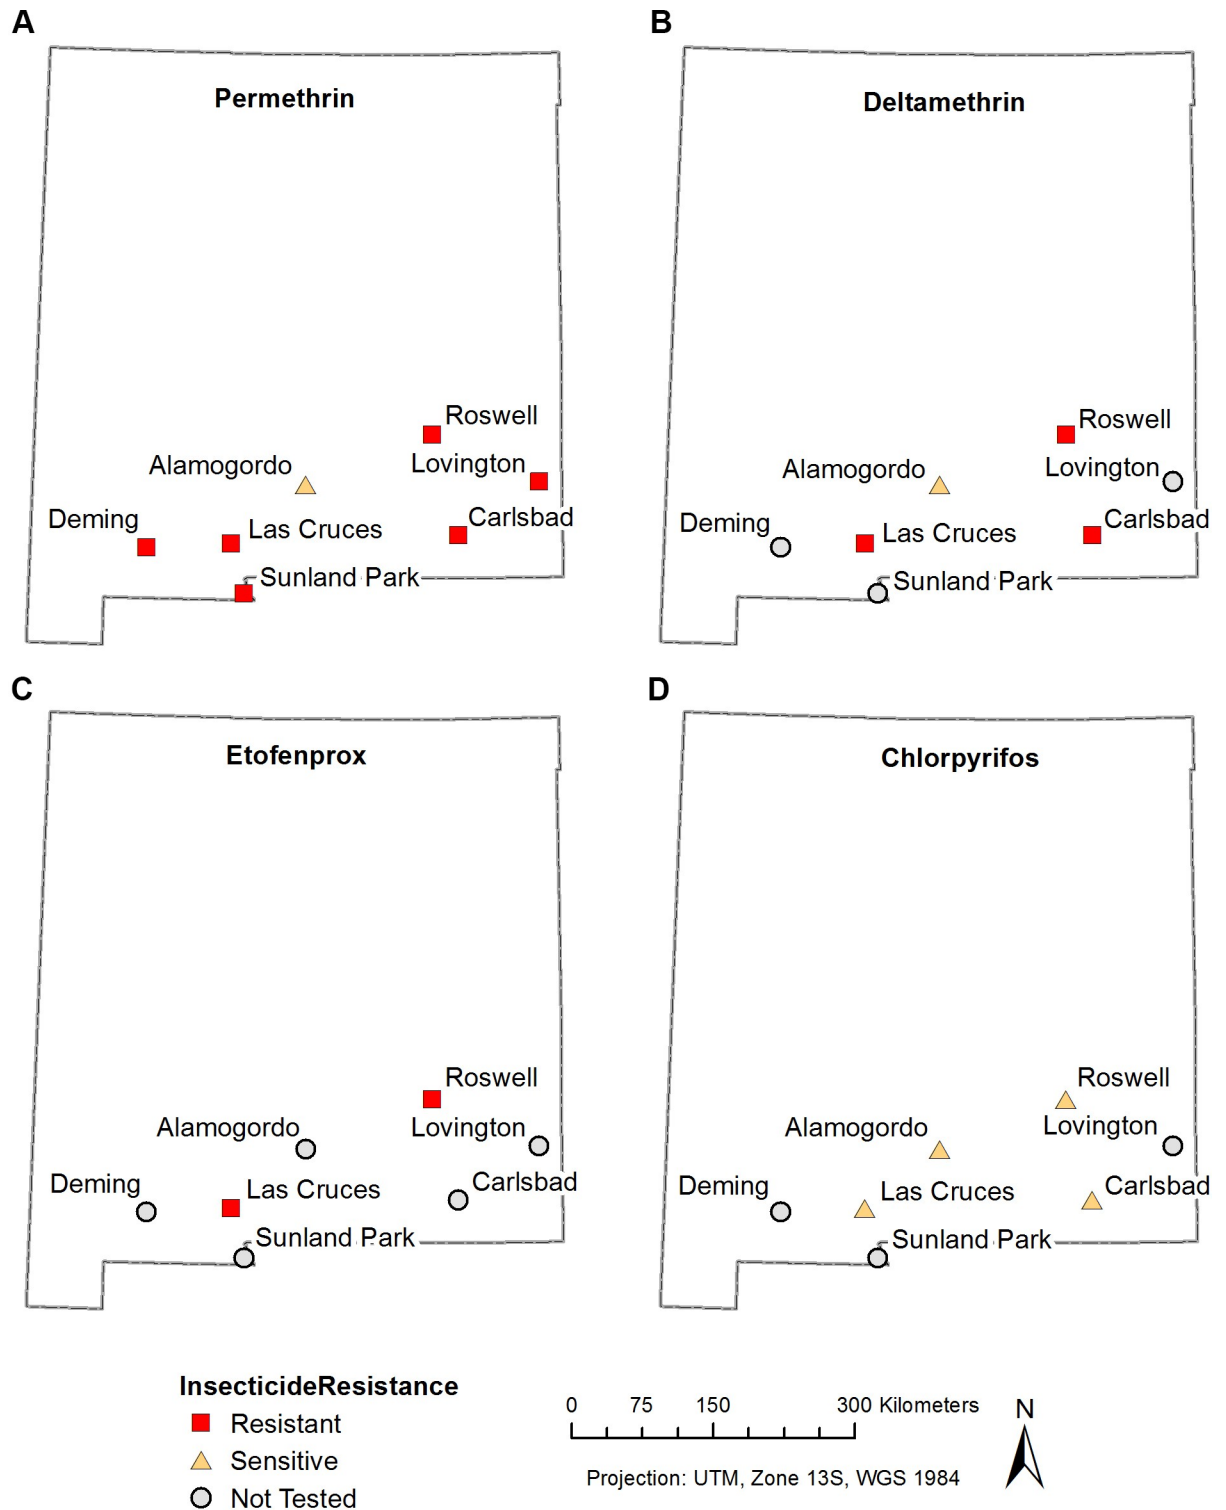 A
Permethrin
Roswell
Alamogordo
Lovington
Deming
Las Cruces
Carlsbad
Sunland Park
B
Deltamethrin
Roswell
Alamogordo
Lovington
Deming
Las Cruces
Carlsbad
Sunland Park
C
Etofenprox
Roswell
Alamogordo
Lovington
Deming
Las Cruces
Carlsbad
Sunland Park
D
Chlorpyrifos
Roswell
Alamogordo
Lovington
Deming
Las Cruces
Carlsbad
Sunland Park
InsecticideResistance
Resistant
Sensitive
Not Tested
0 75 150 300 Kilometers
Projection: UTM, Zone 13S, WGS 1984
N